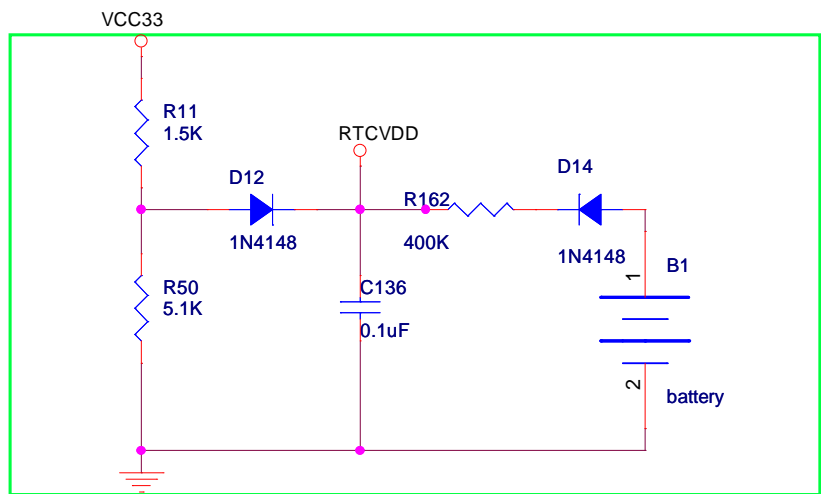 VCC33
R11
1.5K
RTCVDD
D12
1N4148
R162
400K
D14
1N4148
B1
1
R50
5.1K
C136
0.1uF
2
battery